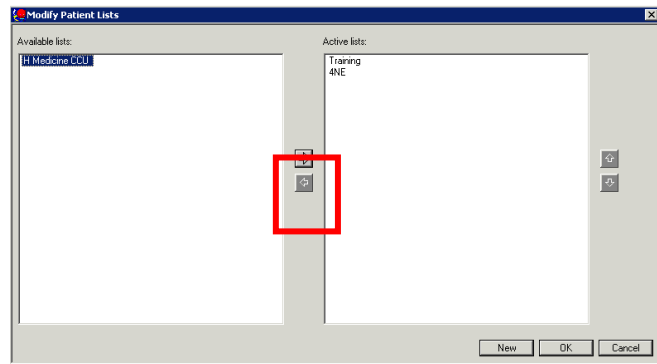 Modify Patient Lists
Available lists:
Active lists:
H Medicine CCU
Training
4NE
New
OK
Cancel